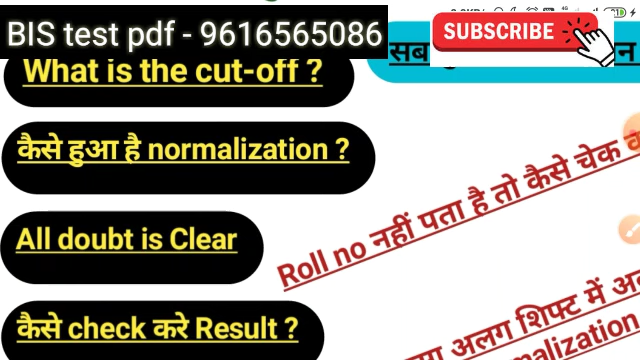 BIS test pdf - 9616565086
SUBSCRIBE
सब
न
What is the cut-off ?
कैसे हुआ है normalization ?
Roll no नहीं पता है तो कैसे चेक
All doubt is Clear
अलग शिफ्ट में
कैसे check करे Result ?